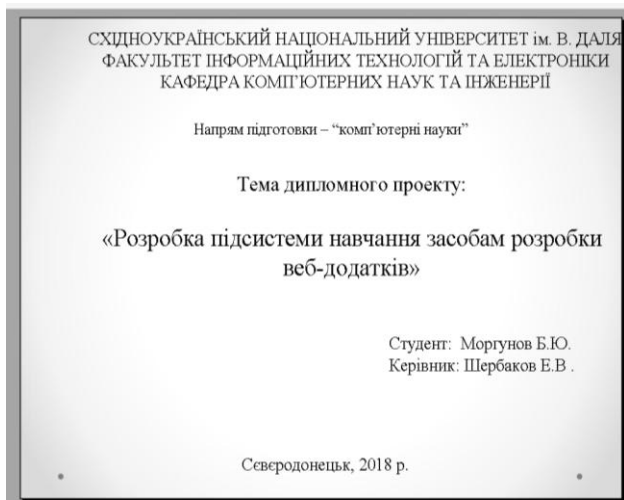 СХІДНОУКРАЇНСЬКИЙ НАЦІОНАЛЬНИЙ УНІВЕРСИТЕТ ім. В. ДАЛЯ
ФАКУЛЬТЕТ ІНФОРМАЦІЙНИХ ТЕХНОЛОГІЙ ТА ЕЛЕКТРОНІКИ
КАФЕДРА КОМП'ЮТЕРНИХ НАУК ТА ІНЖЕНЕРІЇ
Напрям підготовки – “комп’ютерні науки”
Тема дипломного проекту:
«Розробка підсистеми навчання засобам розробки
веб-додатків»
Студент: Моргунов Б.Ю.
Керівник: Щербаков Е.В .
Сєвєродонецьк, 2018 р.